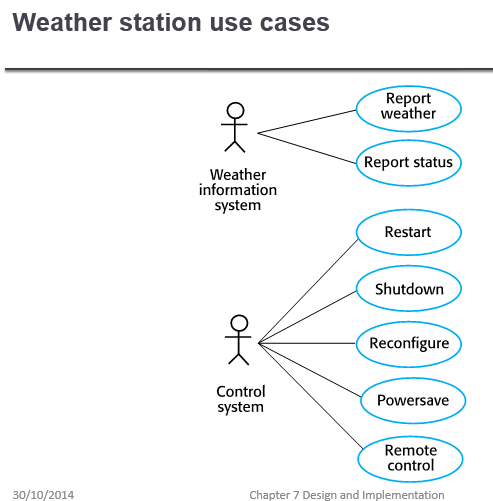 Weather station use cases
Report
weather
Report status
Weather
information
system
Restart
Shutdown
Reconfigure
Control
system
Powersave
Remote
control
30/10/2014
Chapter 7 Design and Implementation